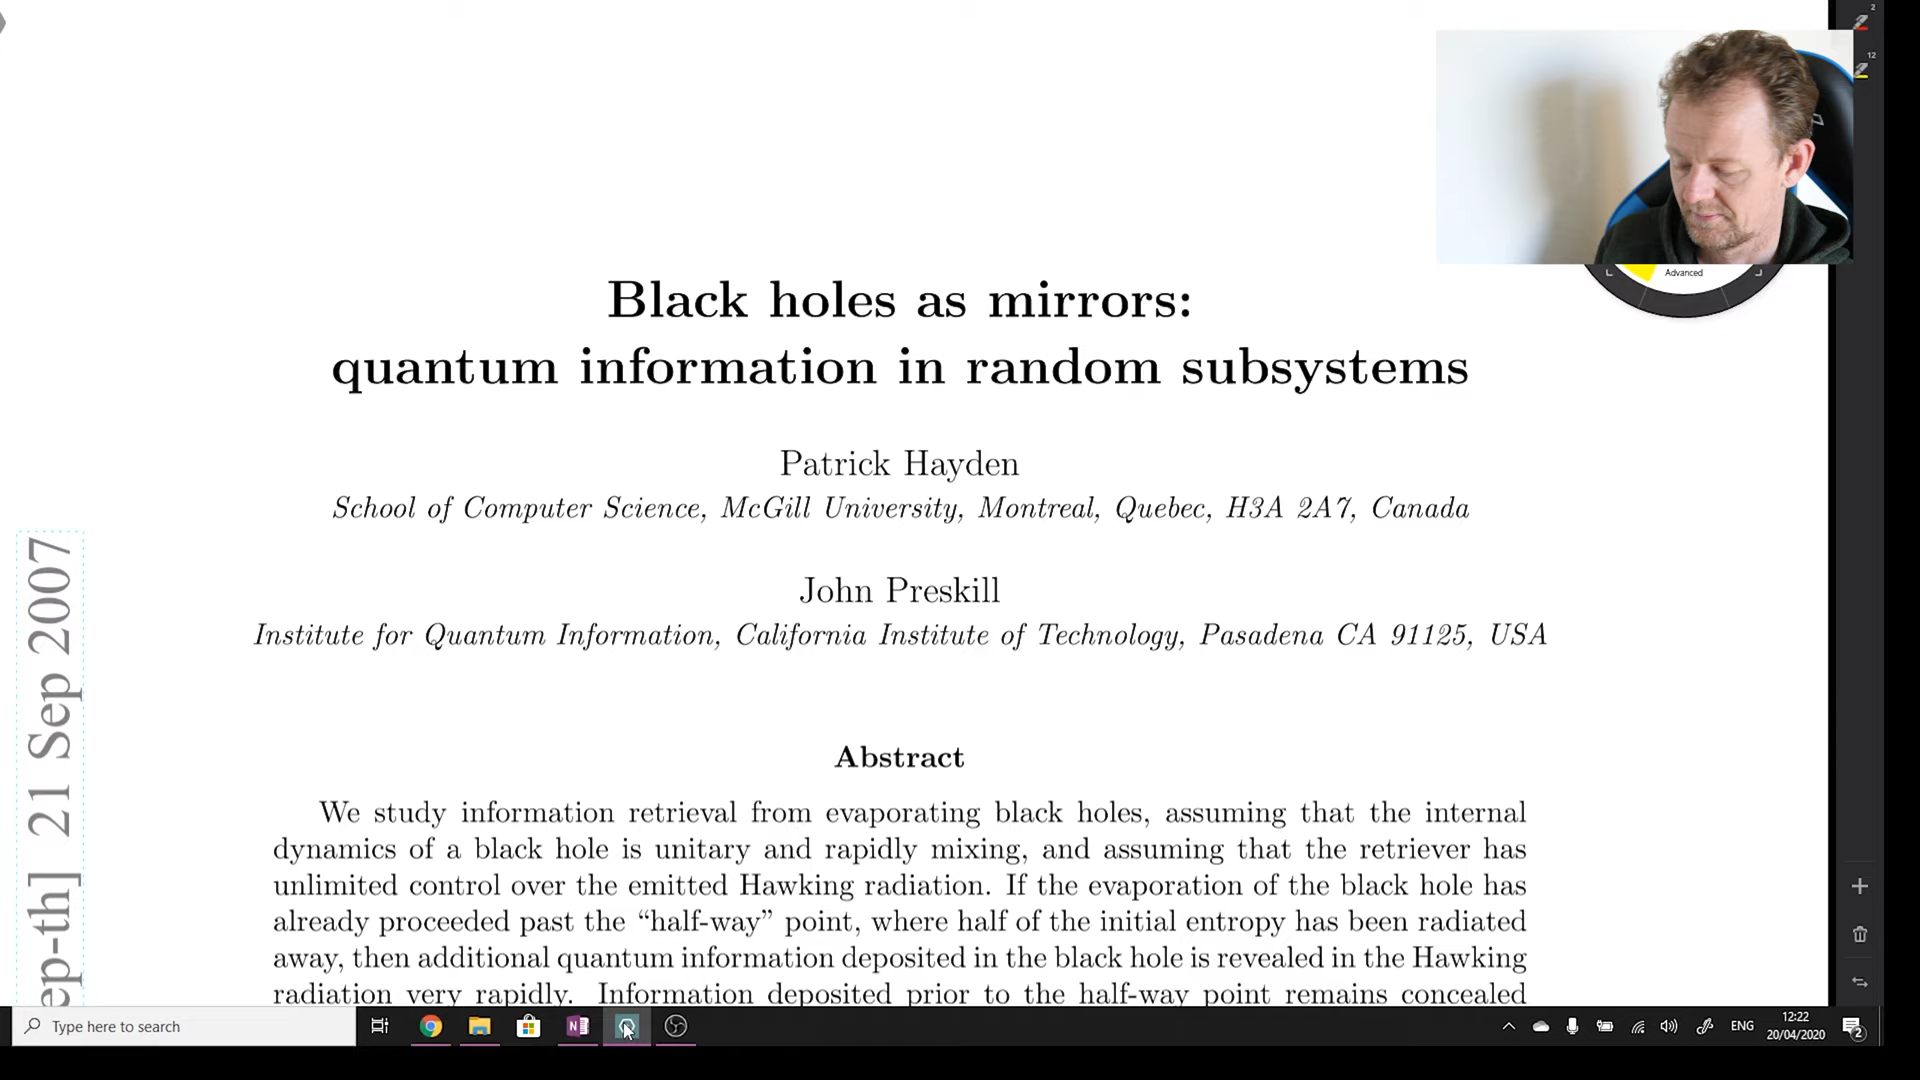 2
12
Advanced
Black holes as mirrors:
quantum information in random subsystems
Patrick Hayden
School of Computer Science, McGill University, Montreal, Quebec, H3A 2A7, Canada
John Preskill
Institute for Quantum Information, California Institute of Technology, Pasadena CA 91125, USA
ep-th] 21 Sep 2007
Abstract
We study information retrieval from evaporating black holes, assuming that the internal
dynamics of a black hole is unitary and rapidly mixing, and assuming that the retriever has
unlimited control over the emitted Hawking radiation. If the evaporation of the black hole has
already proceeded past the “half-way” point, where half of the initial entropy has been radiated
away, then additional quantum information deposited in the black hole is revealed in the Hawking
radiation very rapidly. Information deposited prior to the half-way point remains concealed
Type here to search
N
ENG
12:22
20/04/2020
2